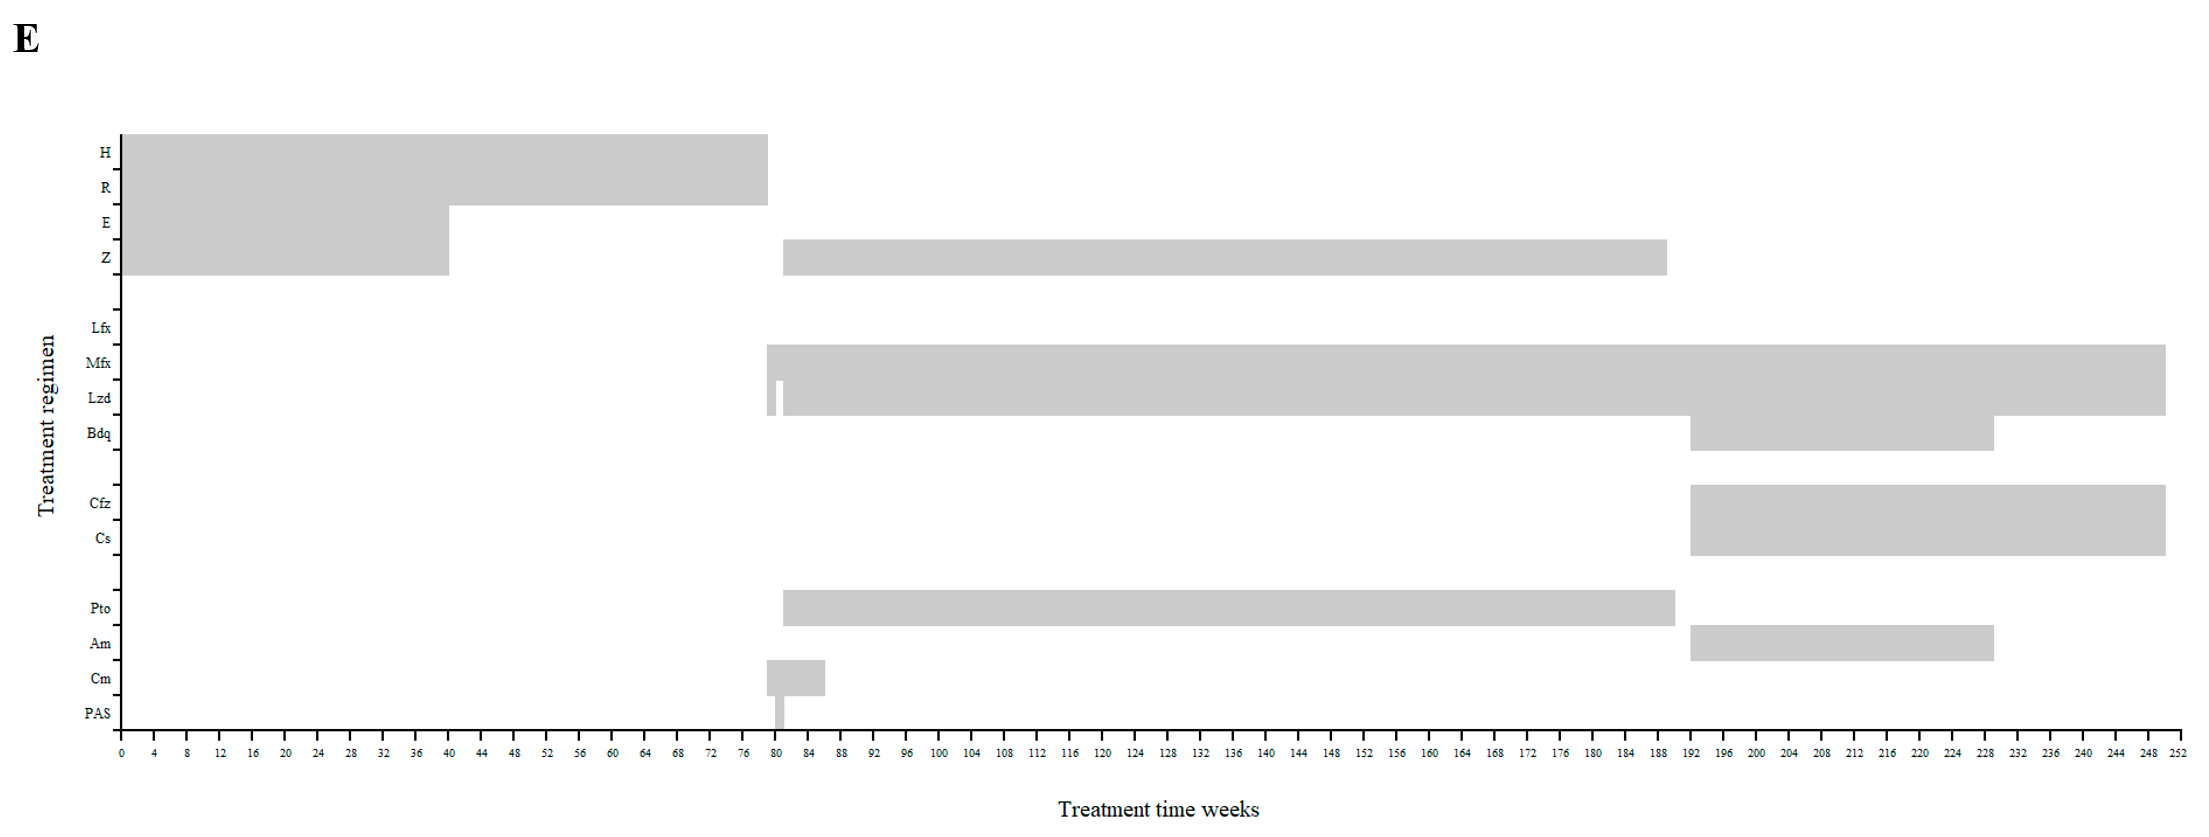 E
H
R
E
Z
Lfx
Mfx
Lzd
Bdq
Cfz
Cs
Pto
Am
Cm
PAS
Treatment regimen
0 4 8 12 16 20 24 28 32 36 40 44 48 52 56 60 64 68 72 76 80 84 88 92 96 100 104 108 112 116 120 124 128 132 136 140 144 148 152 156 160 164 168 172 176 180 184 188 192 196 200 204 208 212 216 220 224 228 232 236 240 244 248 252
Treatment time weeks